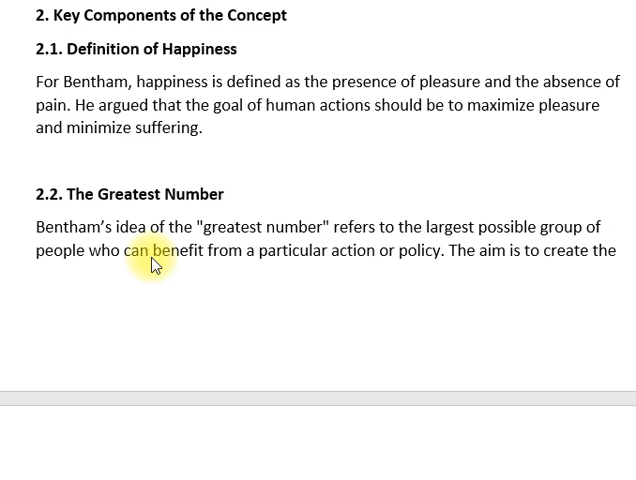 2. Key Components of the Concept
2.1. Definition of Happiness
For Bentham, happiness is defined as the presence of pleasure and the absence of
pain. He argued that the goal of human actions should be to maximize pleasure
and minimize suffering.
2.2. The Greatest Number
Bentham’s idea of the "greatest number" refers to the largest possible group of
people who can benefit from a particular action or policy. The aim is to create the